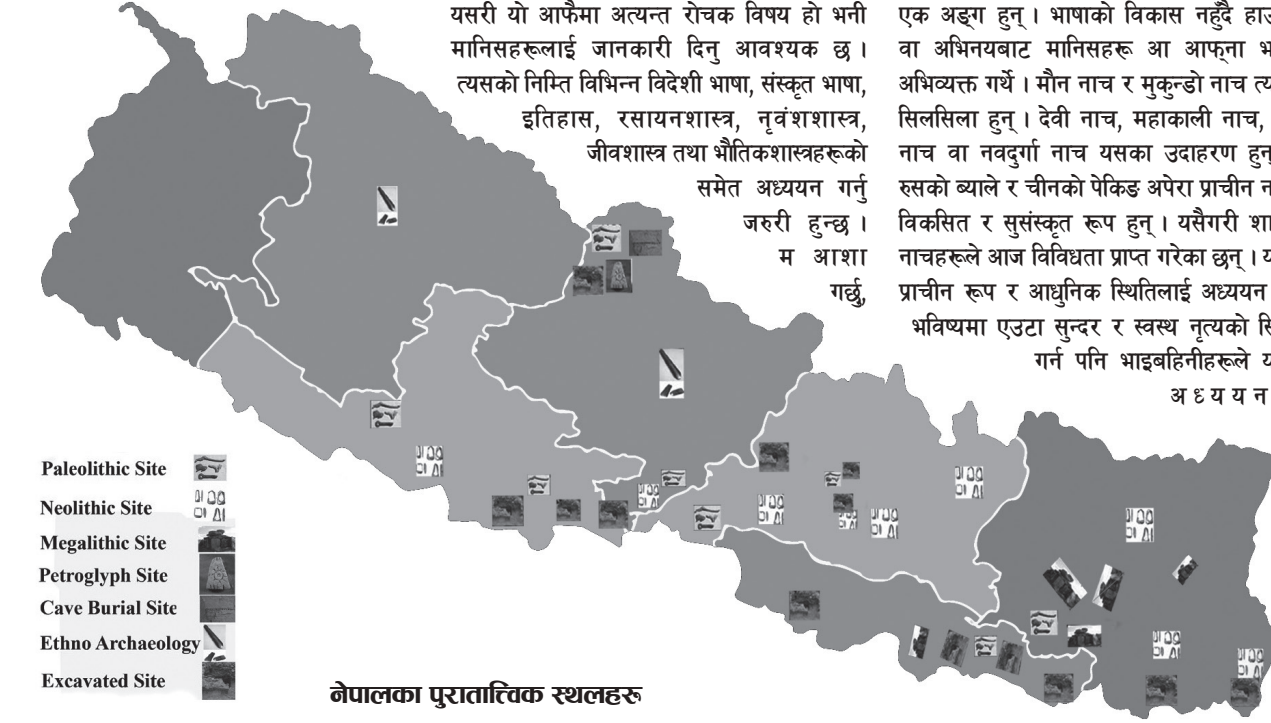 यसरी यो आफैमा अत्यन्त रोचक विषय हो भनी
मानिसहरूलाई जानकारी दिनु आवश्यक छ ।
त्यसको निम्ति विभिन्न विदेशी भाषा, संस्कृत भाषा,
इतिहास, रसायनशास्त्र, नृवंशशास्त्र,
जीवशास्त्र तथा भौतिकशास्त्रहरूको
समेत अध्ययन गर्नु
जरुरी हुन्छ ।
म आशा
गर्छु,
एक अङ्ग हुन् । भाषाको विकास नहुँदै
वा अभिनयबाट मानिसहरू आ आफ्ना
अभिव्यक्त गर्थे । मौन नाच र मुकुन्डो नाच
सिलसिला हुन् । देवी नाच, महाकाली नाच,
नाच वा नवदुर्गा नाच यसका उदाहरण हुन्
रुसको ब्याले र चीनको पेकिङ अपेरा प्राचीन
विकसित र सुसंस्कृत रूप हुन् । यसैगरी
नाचहरूले आज विविधता प्राप्त गरेका छन् ।
प्राचीन रूप र आधुनिक स्थितिलाई अध्ययन
भविष्यमा एउटा सुन्दर र स्वस्थ नृत्यको
गर्न पनि भाइबहिनीहरूले
अध्ययन
Paleolithic Site
Neolithic Site
Megalithic Site
Petroglyph Site
Cave Burial Site
Ethno Archaeology
Excavated Site
नेपालका पुरातात्त्विक स्थलहरू